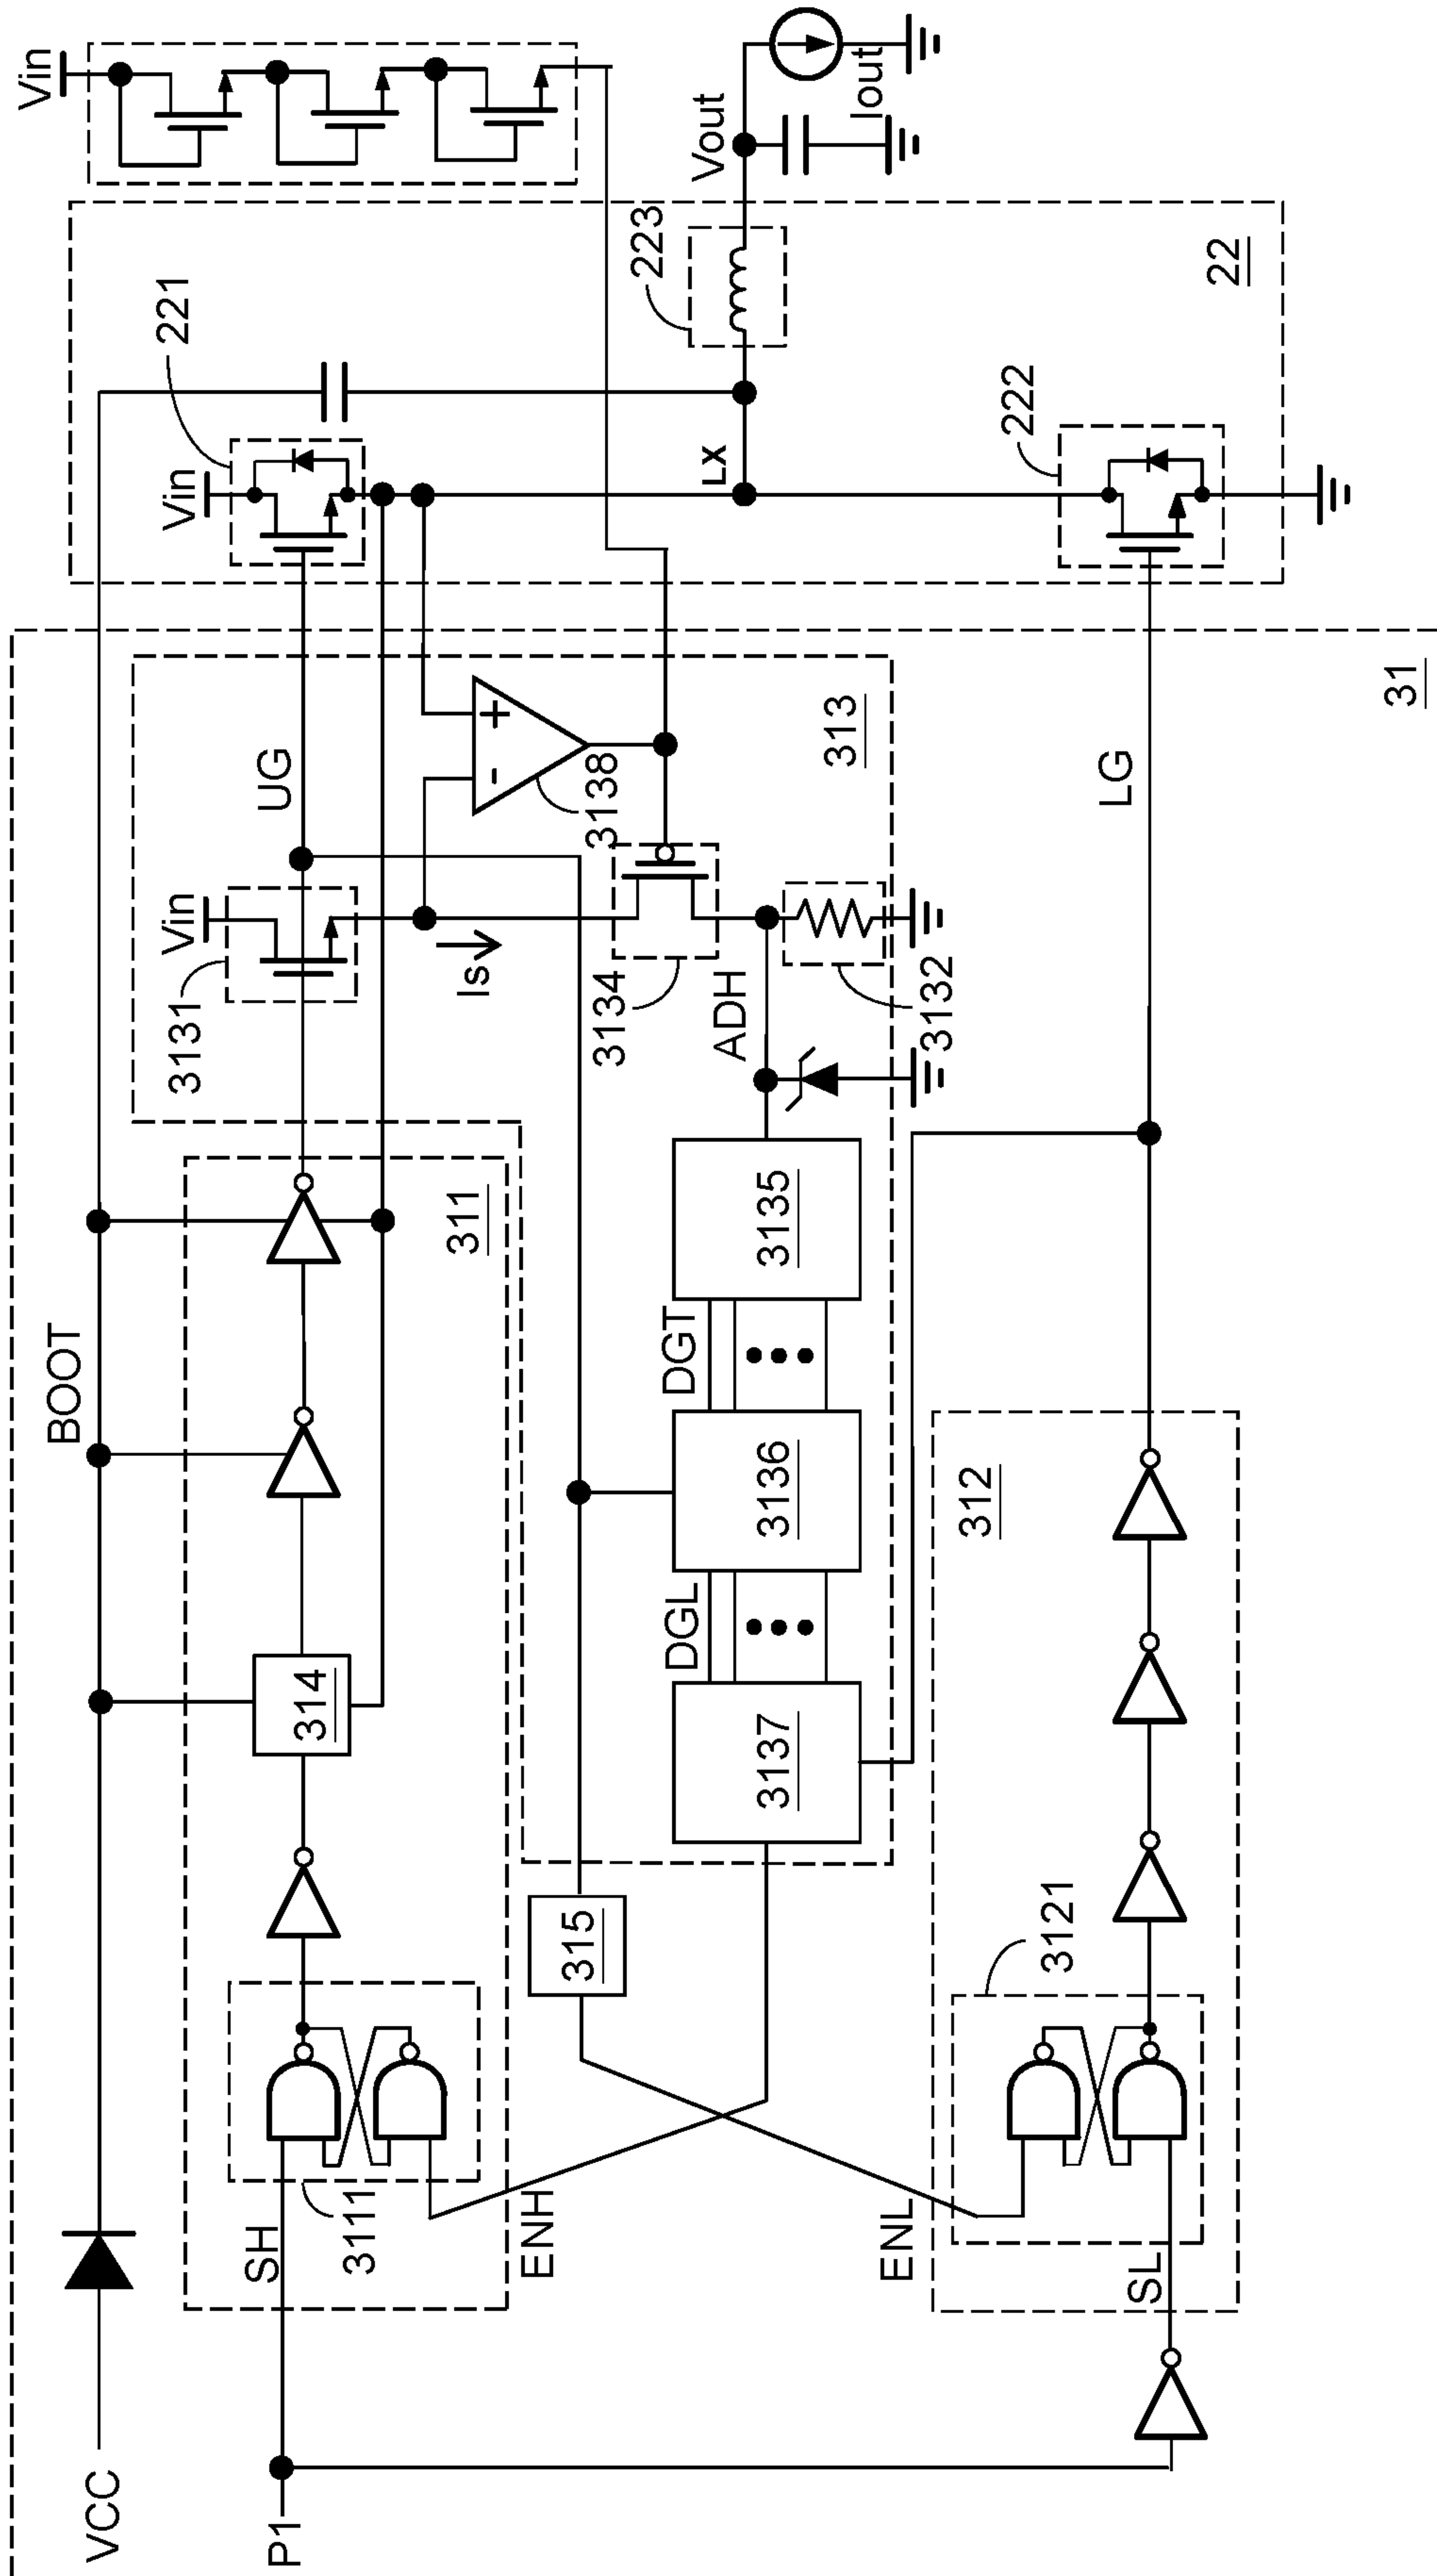 Vin
Vout
Iout
223
22
221
Vin
LX
222
31
UG
313
3138
LG
Vin
3131
Is
3134
ADH
3132
311
3135
DGT
BOOT
3136
312
DGL
314
3137
315
3121
3111
SH
ENH
ENL
SL
VCC
P1
+
-